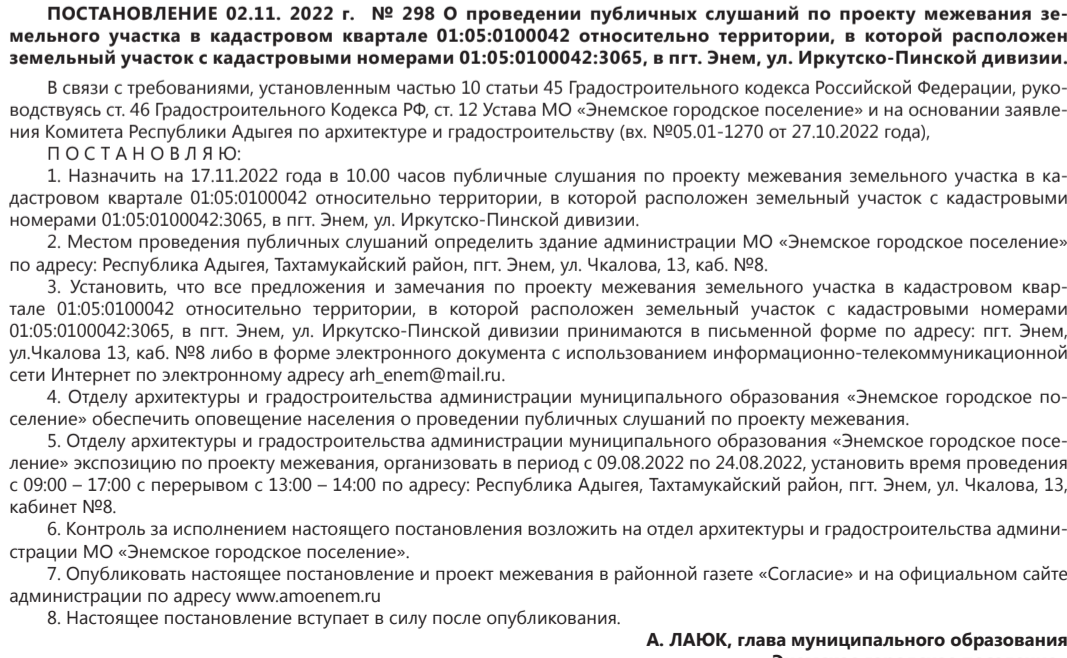 ПОСТАНОВЛЕНИЕ 02.11. 2022 г. № 298 О проведении публичных слушаний по проекту межевания зе-
мельного участка в кадастровом квартале 01:05:0100042 относительно территории, в которой расположен
земельный участок с кадастровыми номерами 01:05:0100042:3065, в пгт. Энем, ул. Иркутско-Пинской дивизии.
В связи с требованиями, установленным частью 10 статьи 45 Градостроительного кодекса Российской Федерации, руко-
водствуясь ст. 46 Градостроительного Кодекса РФ, ст. 12 Устава МО «Энемское городское поселение» и на основании заявле-
ния Комитета Республики Адыгея по архитектуре и градостроительству (вх. №05.01-1270 от 27.10.2022 года),
П О С Т А Н О В Л Я Ю:
1. Назначить на 17.11.2022 года в 10.00 часов публичные слушания по проекту межевания земельного участка в ка-
дастровом квартале 01:05:0100042 относительно территории, в которой расположен земельный участок с кадастровыми
номерами 01:05:0100042:3065, в пгт. Энем, ул. Иркутско-Пинской дивизии.
2. Местом проведения публичных слушаний определить здание администрации МО «Энемское городское поселение»
по адресу: Республика Адыгея, Тахтамукайский район, пгт. Энем, ул. Чкалова, 13, каб. №8.
3. Установить, что все предложения и замечания по проекту межевания земельного участка в кадастровом квар-
тале 01:05:0100042 относительно территории, в которой расположен земельный участок с кадастровыми номерами
01:05:0100042:3065, в пгт. Энем, ул. Иркутско-Пинской дивизии принимаются в письменной форме по адресу: пгт. Энем,
ул.Чкалова 13, каб. №8 либо в форме электронного документа с использованием информационно-телекоммуникационной
сети Интернет по электронному адресу arh_enem@mail.ru.
4. Отделу архитектуры и градостроительства администрации муниципального образования «Энемское городское по-
селение» обеспечить оповещение населения о проведении публичных слушаний по проекту межевания.
5. Отделу архитектуры и градостроительства администрации муниципального образования «Энемское городское посе-
ление» экспозицию по проекту межевания, организовать в период с 09.08.2022 по 24.08.2022, установить время проведения
с 09:00 – 17:00 с перерывом с 13:00 – 14:00 по адресу: Республика Адыгея, Тахтамукайский район, пгт. Энем, ул. Чкалова, 13,
кабинет №8.
6. Контроль за исполнением настоящего постановления возложить на отдел архитектуры и градостроительства админи-
страции МО «Энемское городское поселение».
7. Опубликовать настоящее постановление и проект межевания в районной газете «Согласие» и на официальном сайте
администрации по адресу www.amoenem.ru
8. Настоящее постановление вступает в силу после опубликования.
А. ЛАЮК, глава муниципального образования